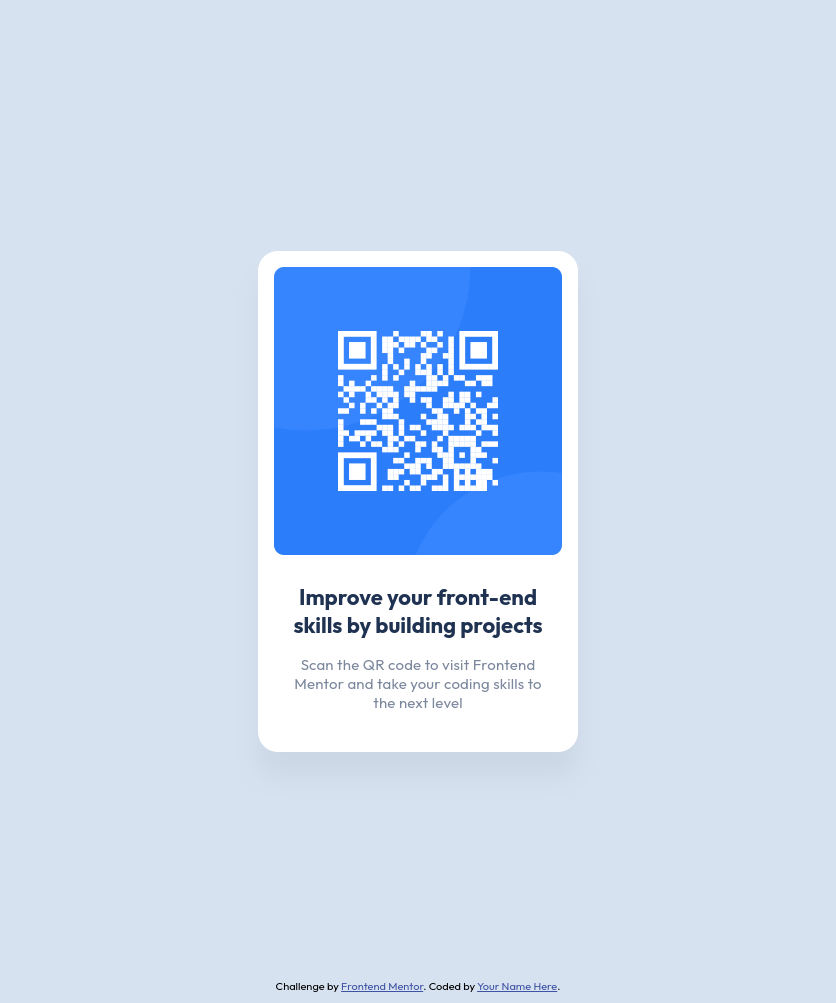 Improve your front-end
skills by building projects
Scan the QR code to visit Frontend
Mentor and take your coding skills to
the next level
Challenge by Frontend Mentor. Coded by Your Name Here.